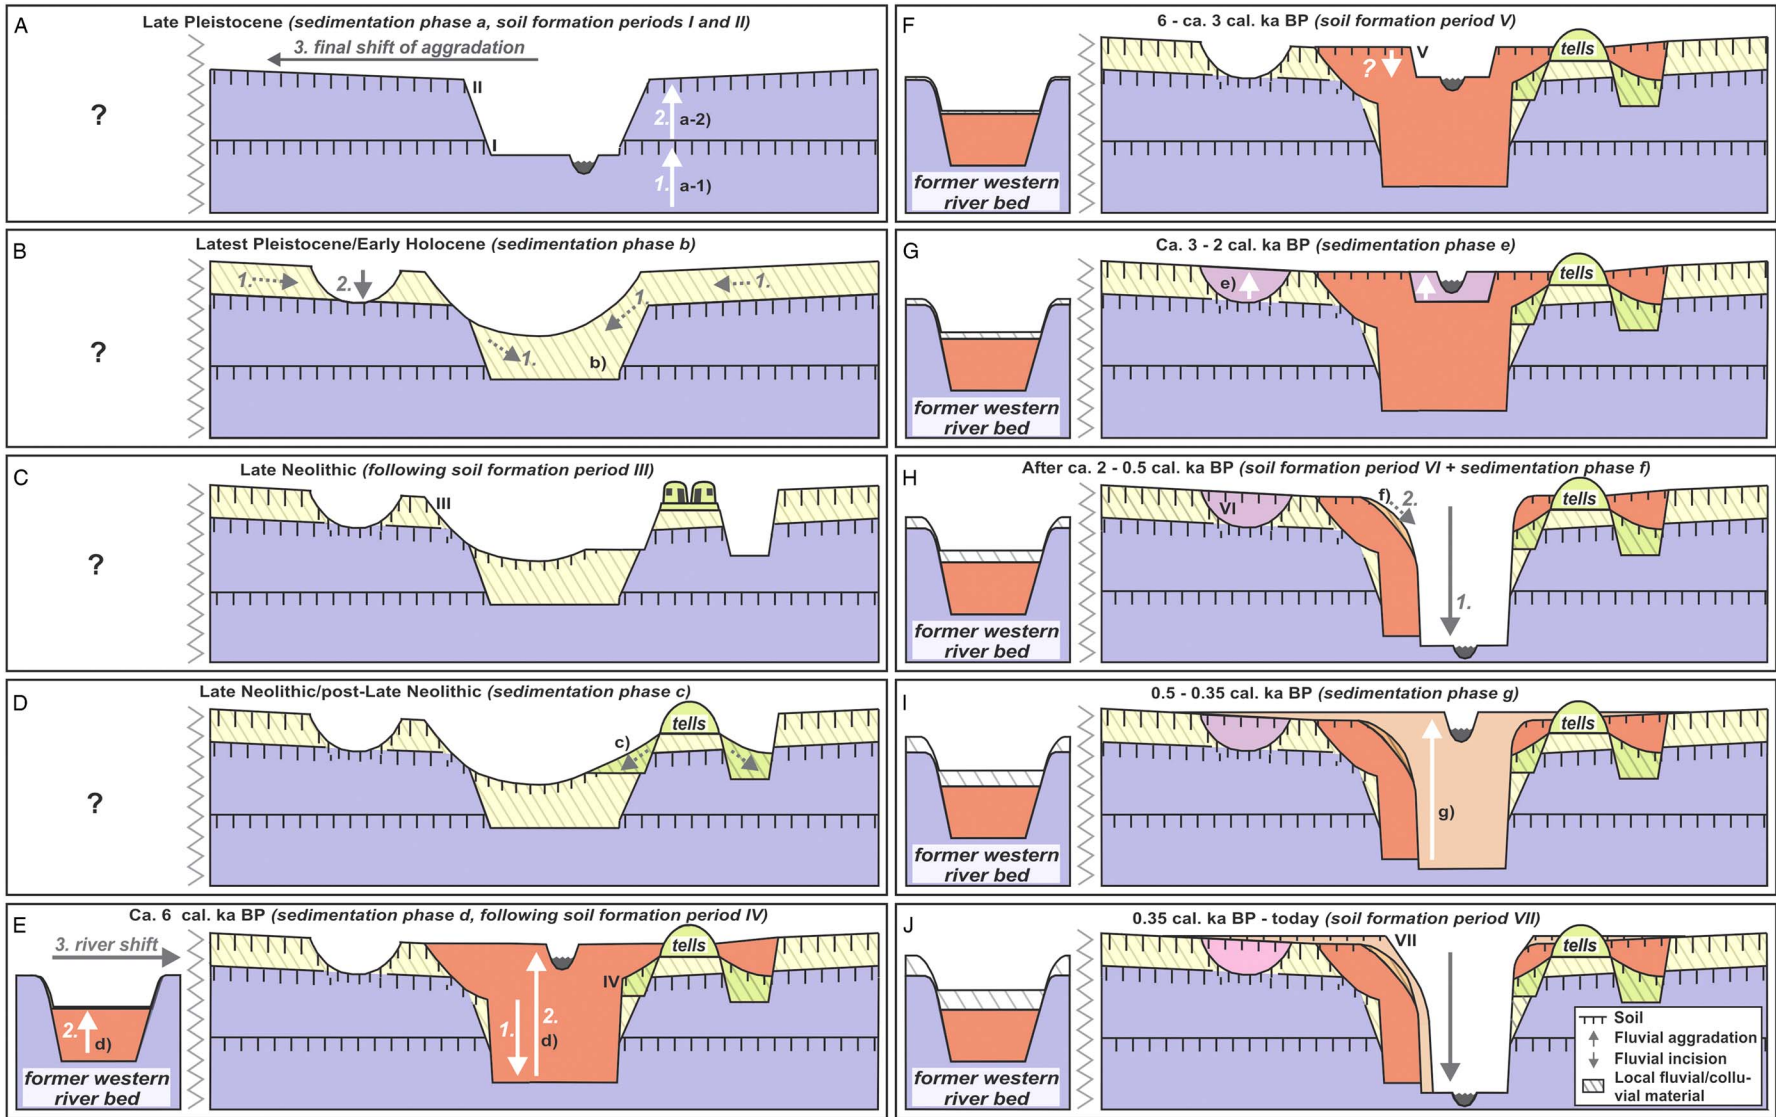 A
Late Pleistocene (sedimentation phase a, soil formation periods I and II)
3. final shift of aggradation
?
II
I
2. a-2)
1. a-1)
B
Latest Pleistocene/Early Holocene (sedimentation phase b)
1.
2.
1.
1.
1.
b)
?
C
Late Neolithic (following soil formation period III)
III
?
D
Late Neolithic/post-Late Neolithic (sedimentation phase c)
tells
c)
?
E
Ca. 6 cal. ka BP (sedimentation phase d, following soil formation period IV)
3. river shift
tells
IV
2. d)
1. 2. d)
former western
river bed
F
6 - ca. 3 cal. ka BP (soil formation period V)
V
tells
?
former western
river bed
G
Ca. 3 - 2 cal. ka BP (sedimentation phase e)
tells
e)
former western
river bed
H
After ca. 2 - 0.5 cal. ka BP (soil formation period VI + sedimentation phase f)
f) 2.
VI
tells
1.
former western
river bed
I
0.5 - 0.35 cal. ka BP (sedimentation phase g)
tells
g)
former western
river bed
J
0.35 cal. ka BP - today (soil formation period VII)
VII
tells
former western
river bed
Soil
Fluvial aggradation
Fluvial incision
Local fluvial/collu-
vial material